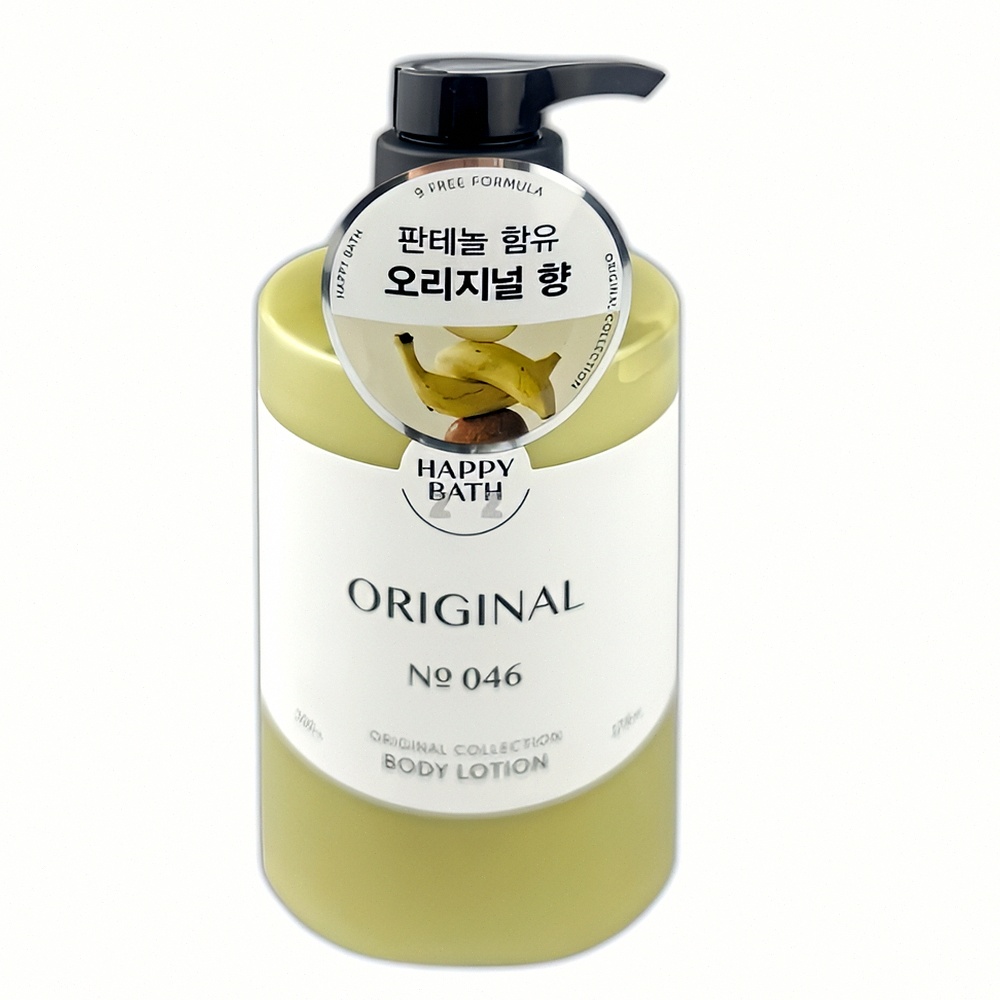 9 FREE FORMULA
HAPPY BATH
판테놀 함유
오리지널 향
ORIGINAL COLLECTION
HAPPY
BATH
ORIGINAL
Nº 046
ORIGINAL COLLECTION
BODY LOTION